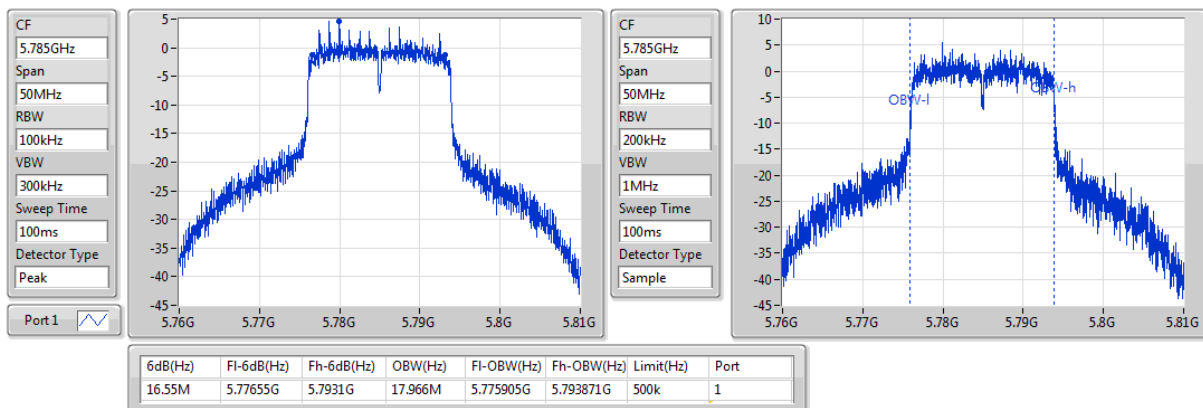 CF
5.785GHz
Span
50MHz
RBW
100kHz
VBW
300kHz
Sweep Time
100ms
Detector Type
Peak
Port 1
5
0
-5
-10
-15
-20
-25
-30
-35
-40
-45
5.76G 5.77G 5.78G 5.79G 5.8G 5.81G
CF
5.785GHz
Span
50MHz
RBW
200kHz
VBW
1MHz
Sweep Time
100ms
Detector Type
Sample
10
5
0
-5
-10
-15
-20
-25
-30
-35
-40
-45
OBW-l
OBW-h
5.76G 5.77G 5.78G 5.79G 5.8G 5.81G
6dB(Hz) Fl-6dB(Hz) Fh-6dB(Hz) OBW(Hz) Fl-OBW(Hz) Fh-OBW(Hz) Limit(Hz) Port
16.55M 5.77655G 5.7931G 17.966M 5.775905G 5.793871G 500k 1